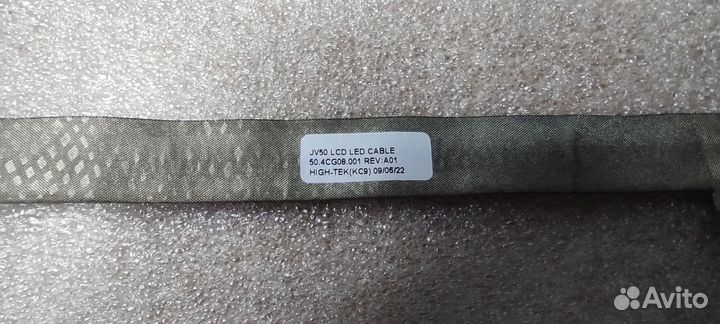 JV50 LCD LED CABLE
50.4CG08.001 REV:A01
HIGH-TEK(KC9) 09/06/22
Avito